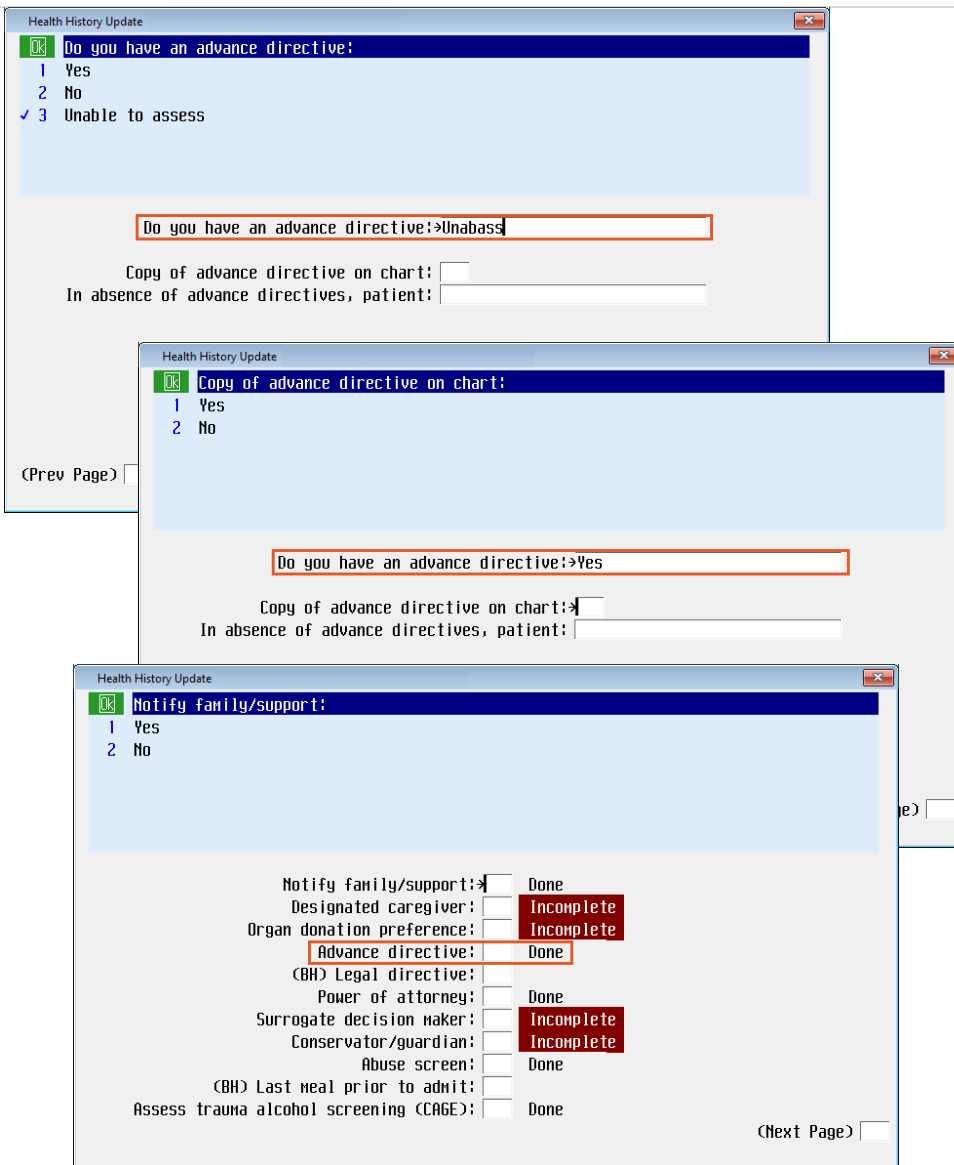 Health History Update
Ok Do you have an advance directive:
1 Yes
2 No
✓ 3 Unable to assess
Do you have an advance directive:→Unabass
Copy of advance directive on chart:
In absence of advance directives, patient:
(Prev Page)
Health History Update
Ok Copy of advance directive on chart:
1 Yes
2 No
Do you have an advance directive:→Yes
Copy of advance directive on chart:→
In absence of advance directives, patient:
ge)
Health History Update
Ok Notify family/support:
1 Yes
2 No
Notify family/support:→ Done
Designated caregiver: Incomplete
Organ donation preference: Incomplete
Advance directive: Done
(BH) Legal directive:
Power of attorney: Done
Surrogate decision maker: Incomplete
Conservator/guardian: Incomplete
Abuse screen: Done
(BH) Last meal prior to admit:
Assess trauma alcohol screening (CAGE): Done
(Next Page)